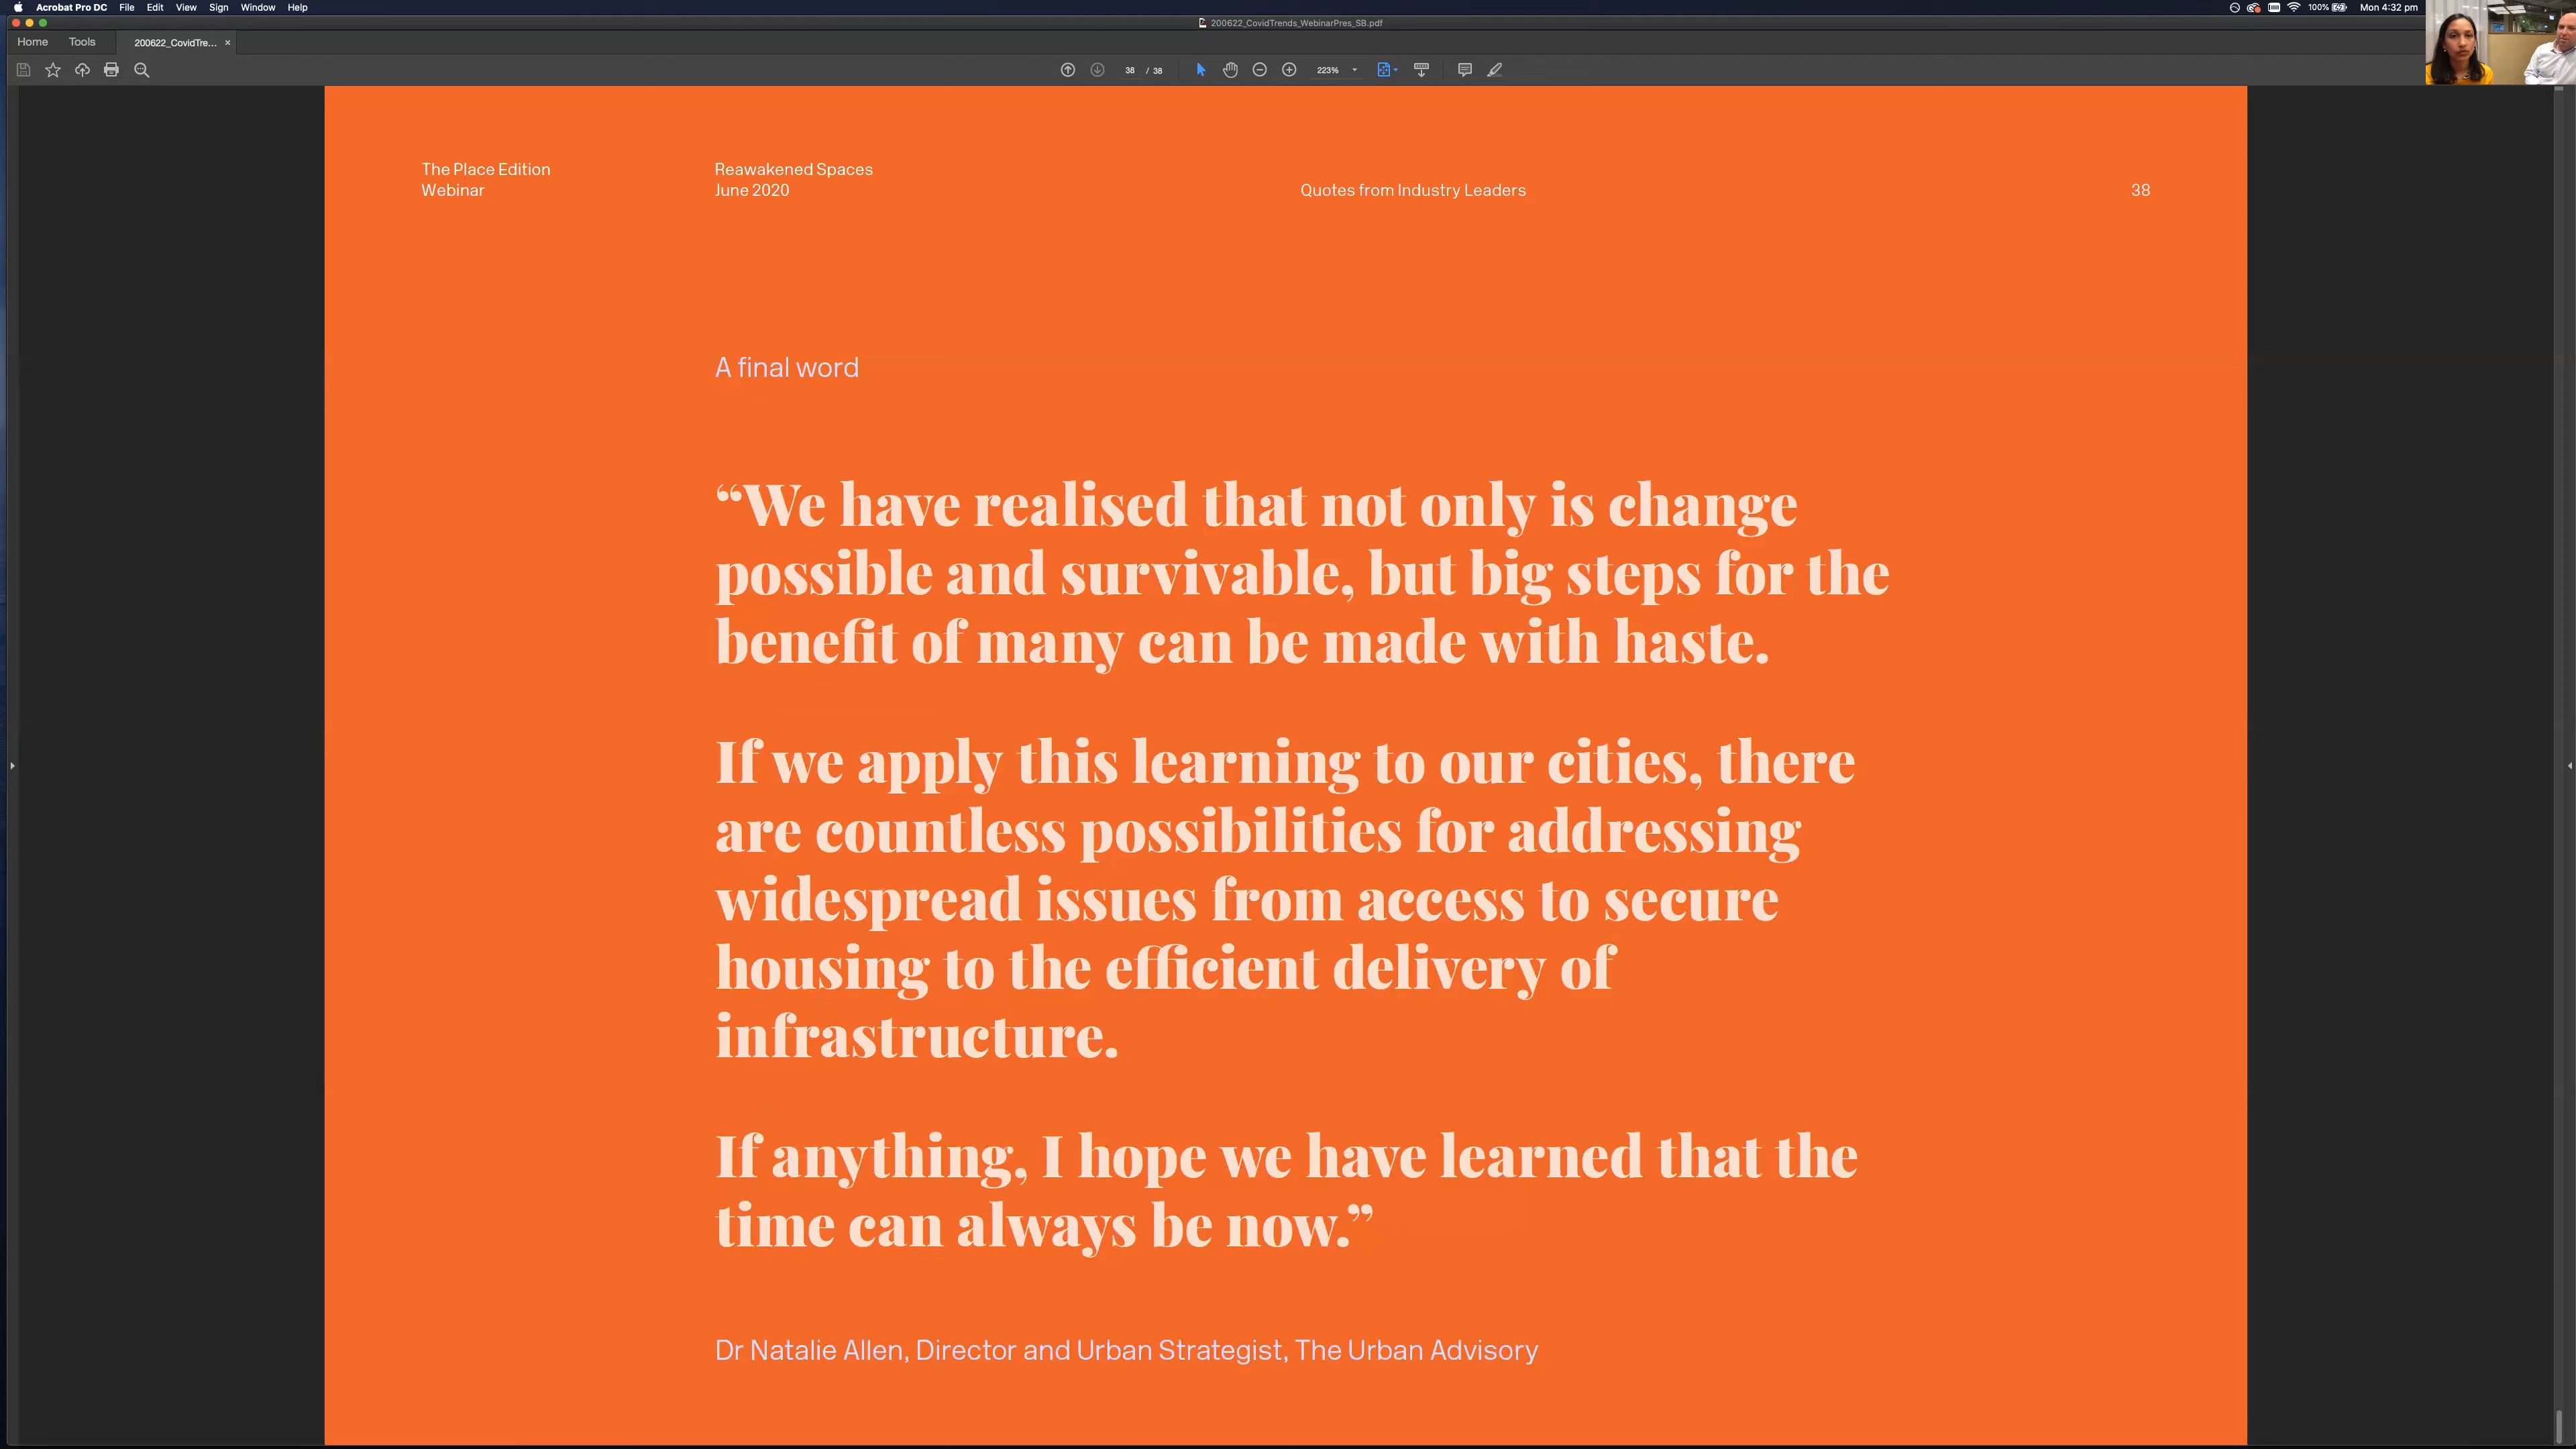 Acrobat Pro DC File Edit View Sign Window Help
100%
Mon 4:32 pm
200622_CovidTrends_WebinarPres_SB.pdf
Home Tools 200622_CovidTre... ×
38 / 38
223%
The Place Edition
Webinar
Reawakened Spaces
June 2020
Quotes from Industry Leaders
38
A final word
“We have realised that not only is change
possible and survivable, but big steps for the
benefit of many can be made with haste.
If we apply this learning to our cities, there
are countless possibilities for addressing
widespread issues from access to secure
housing to the efficient delivery of
infrastructure.
If anything, I hope we have learned that the
time can always be now.”
Dr Natalie Allen, Director and Urban Strategist, The Urban Advisory